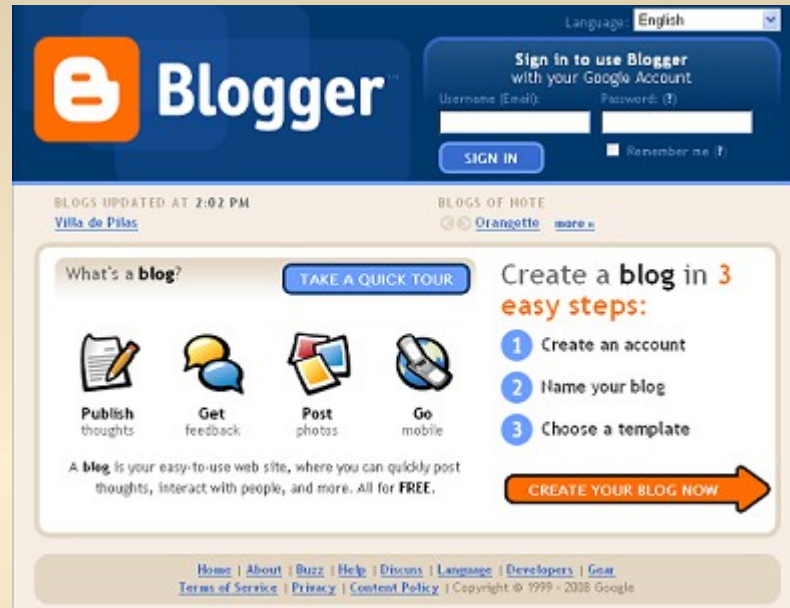 Language: English
Blogger
Sign in to use Blogger
with your Google Account
Username (Email): Password: (?)
SIGN IN
Remember me (?)
BLOGS UPDATED AT 2:02 PM
Villa de Pilas
BLOGS OF NOTE
Orangette more »
What's a blog?
TAKE A QUICK TOUR
Publish
thoughts
Get
feedback
Post
photos
Go
mobile
A blog is your easy-to-use web site, where you can quickly post
thoughts, interact with people, and more. All for FREE.
Create a blog in 3
easy steps:
1 Create an account
2 Name your blog
3 Choose a template
CREATE YOUR BLOG NOW
Home | About | Buzz | Help | Discuss | Language | Developers | Gear
Terms of Service | Privacy | Content Policy | Copyright © 1999 - 2008 Google